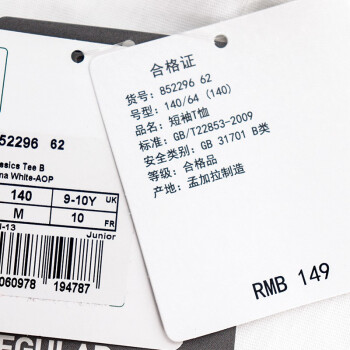 合格证
货号: 852296 62
号型: 140/64 (140)
品名: 短袖T恤
标准: GB/T22853-2009
安全类别: GB 31701 B类
等级: 合格品
产地: 孟加拉制造
RMB 149
52296 62
ssics Tee B
ma White-AOP
140 9-10Y UK
M 10 FR
-13 Junior
060978 194787